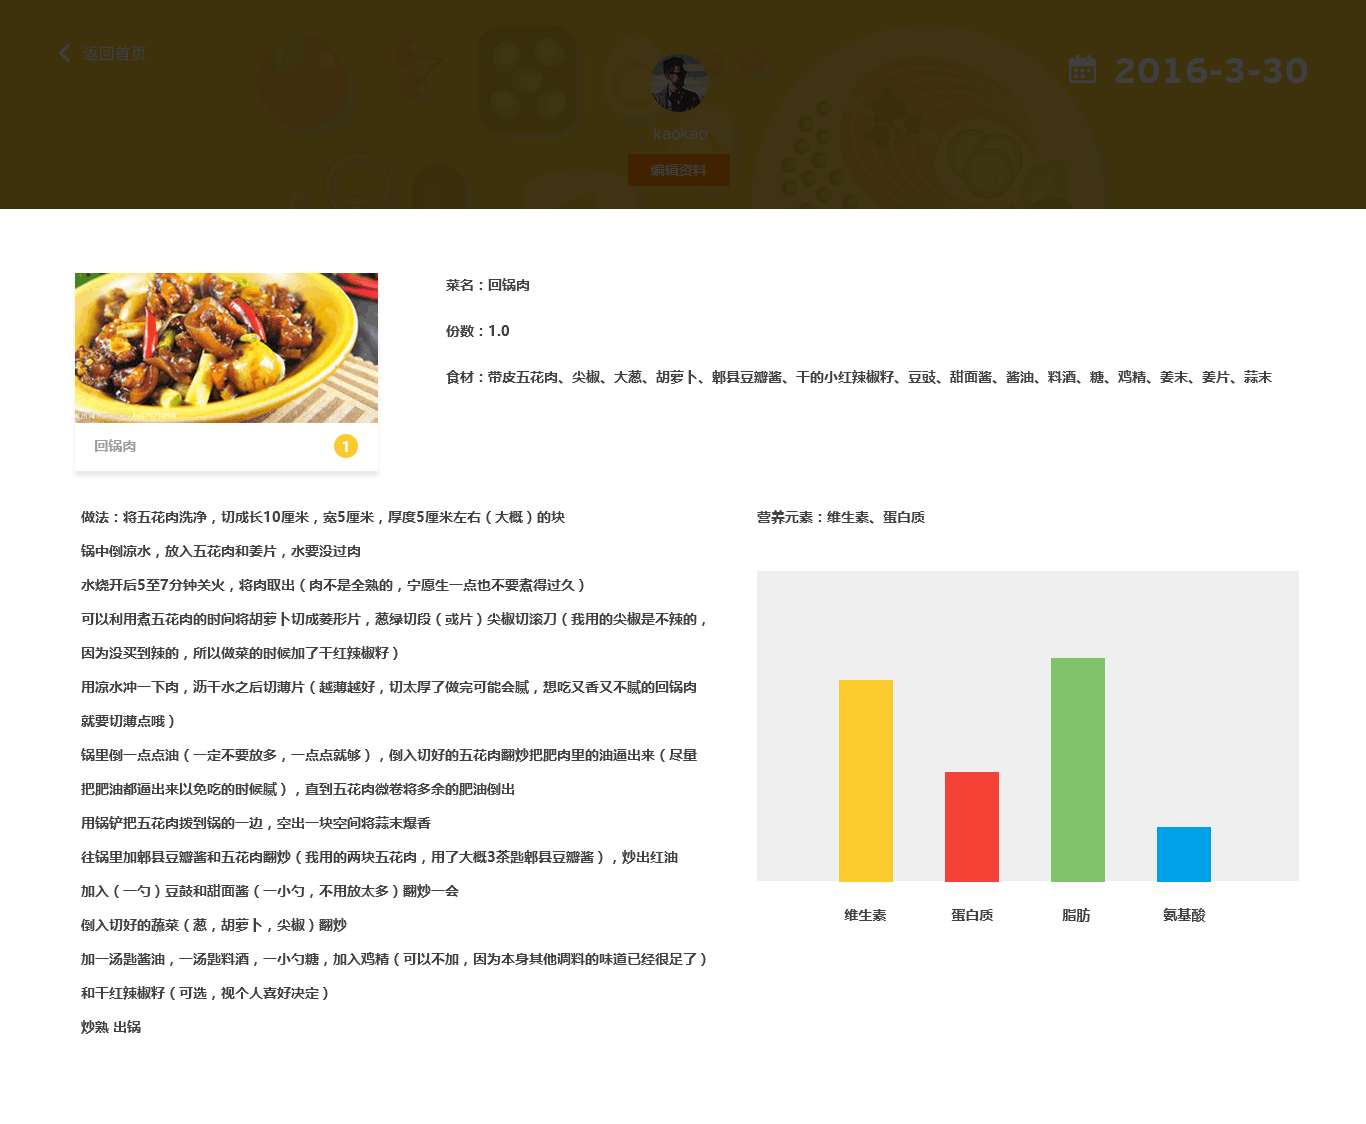 返回首页
2016-3-30
kaokao
编辑资料
菜名：回锅肉
份数：1.0
食材：带皮五花肉、尖椒、大葱、胡萝卜、郫县豆瓣酱、干的小红辣椒籽、豆豉、甜面酱、酱油、料酒、糖、鸡精、姜末、姜片、蒜末
回锅肉
1
做法：将五花肉洗净，切成长10厘米，宽5厘米，厚度5厘米左右（大概）的块
锅中倒凉水，放入五花肉和姜片，水要没过肉
水烧开后5至7分钟关火，将肉取出（肉不是全熟的，宁愿生一点也不要煮得过久）
可以利用煮五花肉的时间将胡萝卜切成菱形片，葱绿切段（或片）尖椒切滚刀（我用的尖椒是不辣的，
因为没买到辣的，所以做菜的时候加了干红辣椒籽）
用凉水冲一下肉，沥干水之后切薄片（越薄越好，切太厚了做完可能会腻，想吃又香又不腻的回锅肉
就要切薄点哦）
锅里倒一点点油（一定不要放多，一点点就够），倒入切好的五花肉翻炒把肥肉里的油逼出来（尽量
把肥油都逼出来以免吃的时候腻），直到五花肉微卷将多余的肥油倒出
用锅铲把五花肉拨到锅的一边，空出一块空间将蒜末爆香
往锅里加郫县豆瓣酱和五花肉翻炒（我用的两块五花肉，用了大概3茶匙郫县豆瓣酱），炒出红油
加入（一勺）豆鼓和甜面酱（一小勺，不用放太多）翻炒一会
倒入切好的蔬菜（葱，胡萝卜，尖椒）翻炒
加一汤匙酱油，一汤匙料酒，一小勺糖，加入鸡精（可以不加，因为本身其他调料的味道已经很足了）
和干红辣椒籽（可选，视个人喜好决定）
炒熟 出锅
营养元素：维生素、蛋白质
维生素 蛋白质 脂肪 氨基酸